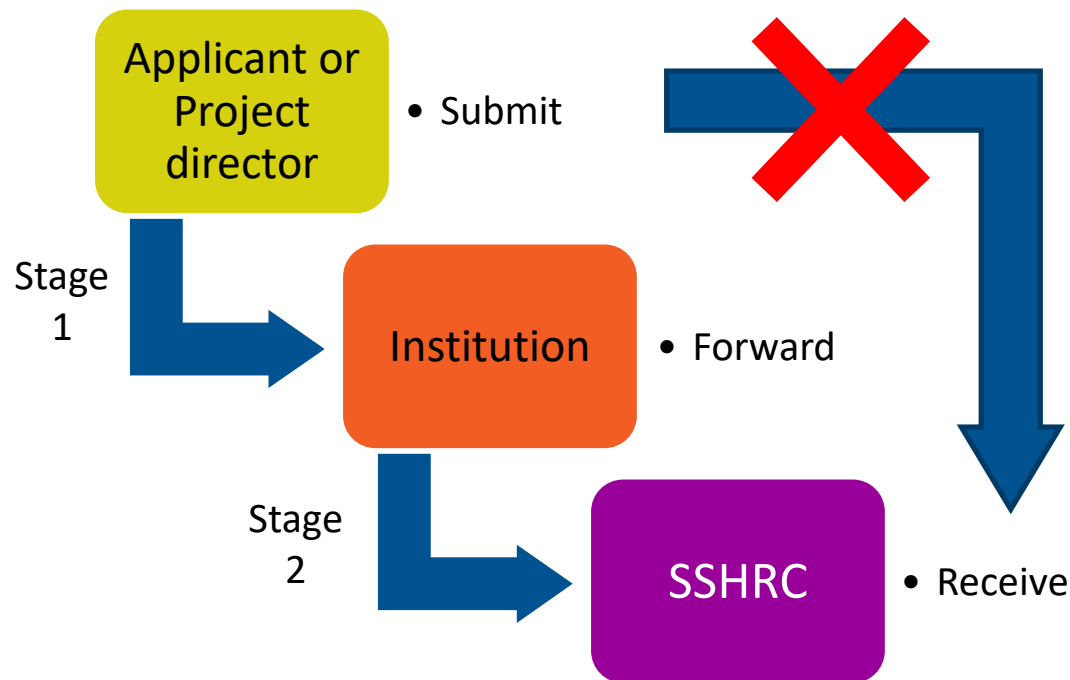 Applicant or
Project
director
• Submit
Stage
1
Institution
• Forward
Stage
2
SSHRC
• Receive